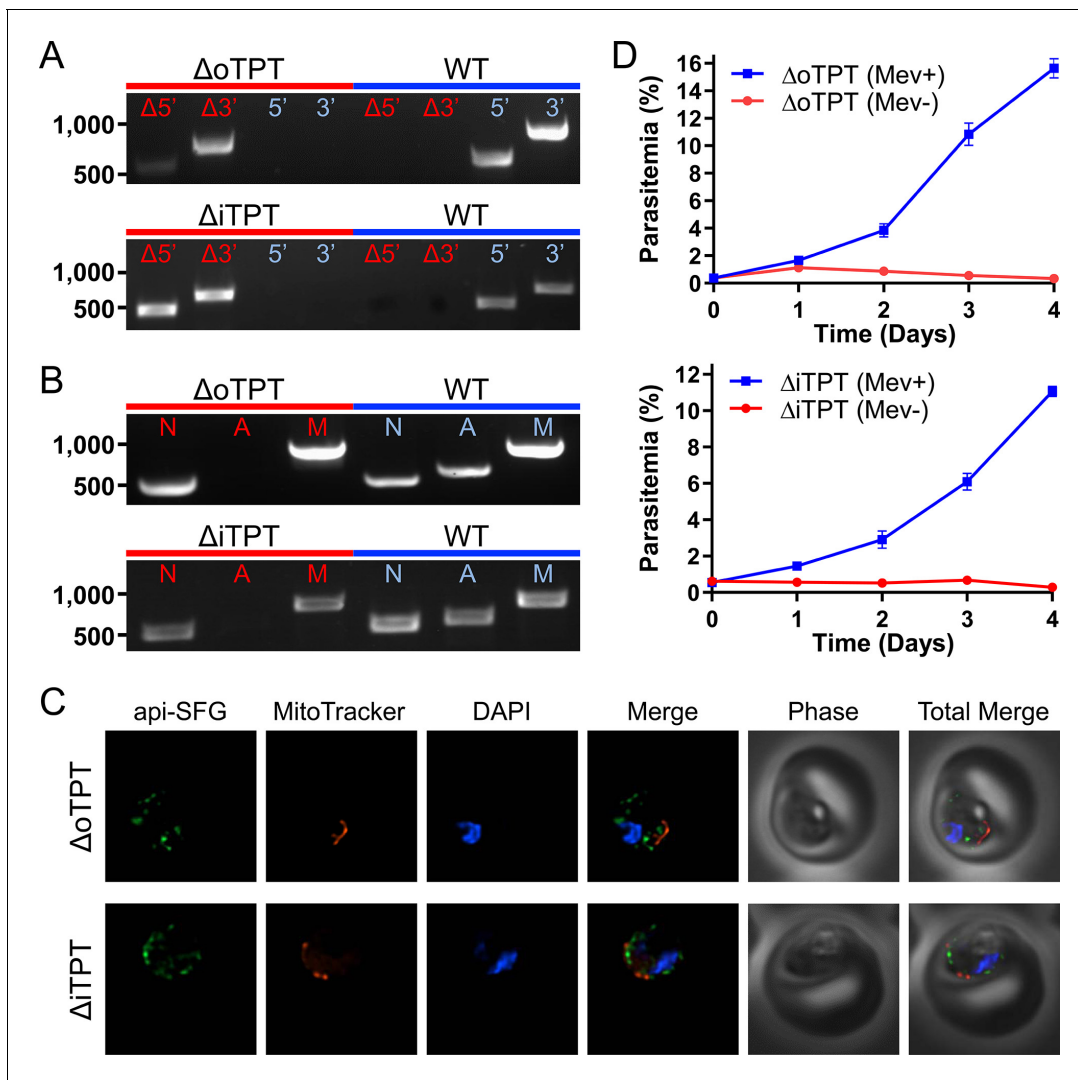 A
ΔoTPT WT
Δ5' Δ3' 5' 3' Δ5' Δ3' 5' 3'
1,000
500
ΔiTPT WT
Δ5' Δ3' 5' 3' Δ5' Δ3' 5' 3'
1,000
500
B
ΔoTPT WT
N A M N A M
1,000
500
ΔiTPT WT
N A M N A M
1,000
500
D
Parasitemia (%)
16
14
12
10
8
6
4
2
0
ΔoTPT (Mev+)
ΔoTPT (Mev-)
0 1 2 3 4
Time (Days)
Parasitemia (%)
12
10
8
6
4
2
0
ΔiTPT (Mev+)
ΔiTPT (Mev-)
0 1 2 3 4
Time (Days)
C
api-SFG MitoTracker DAPI Merge Phase Total Merge
ΔoTPT
ΔiTPT